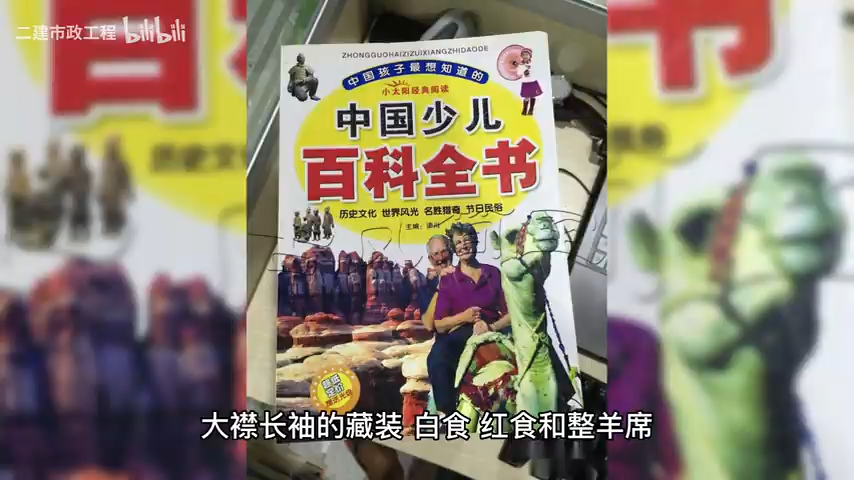 二建市政工程 bilibili
ZHONGGUOHAIZIZUIXIANGZHIDAODE
中国孩子最想知道的
小太阳经典阅读
中国少儿
百科全书
历史文化 世界风光 名胜猎奇 节日民俗
大襟长袖的藏装 白食 红食和整羊席